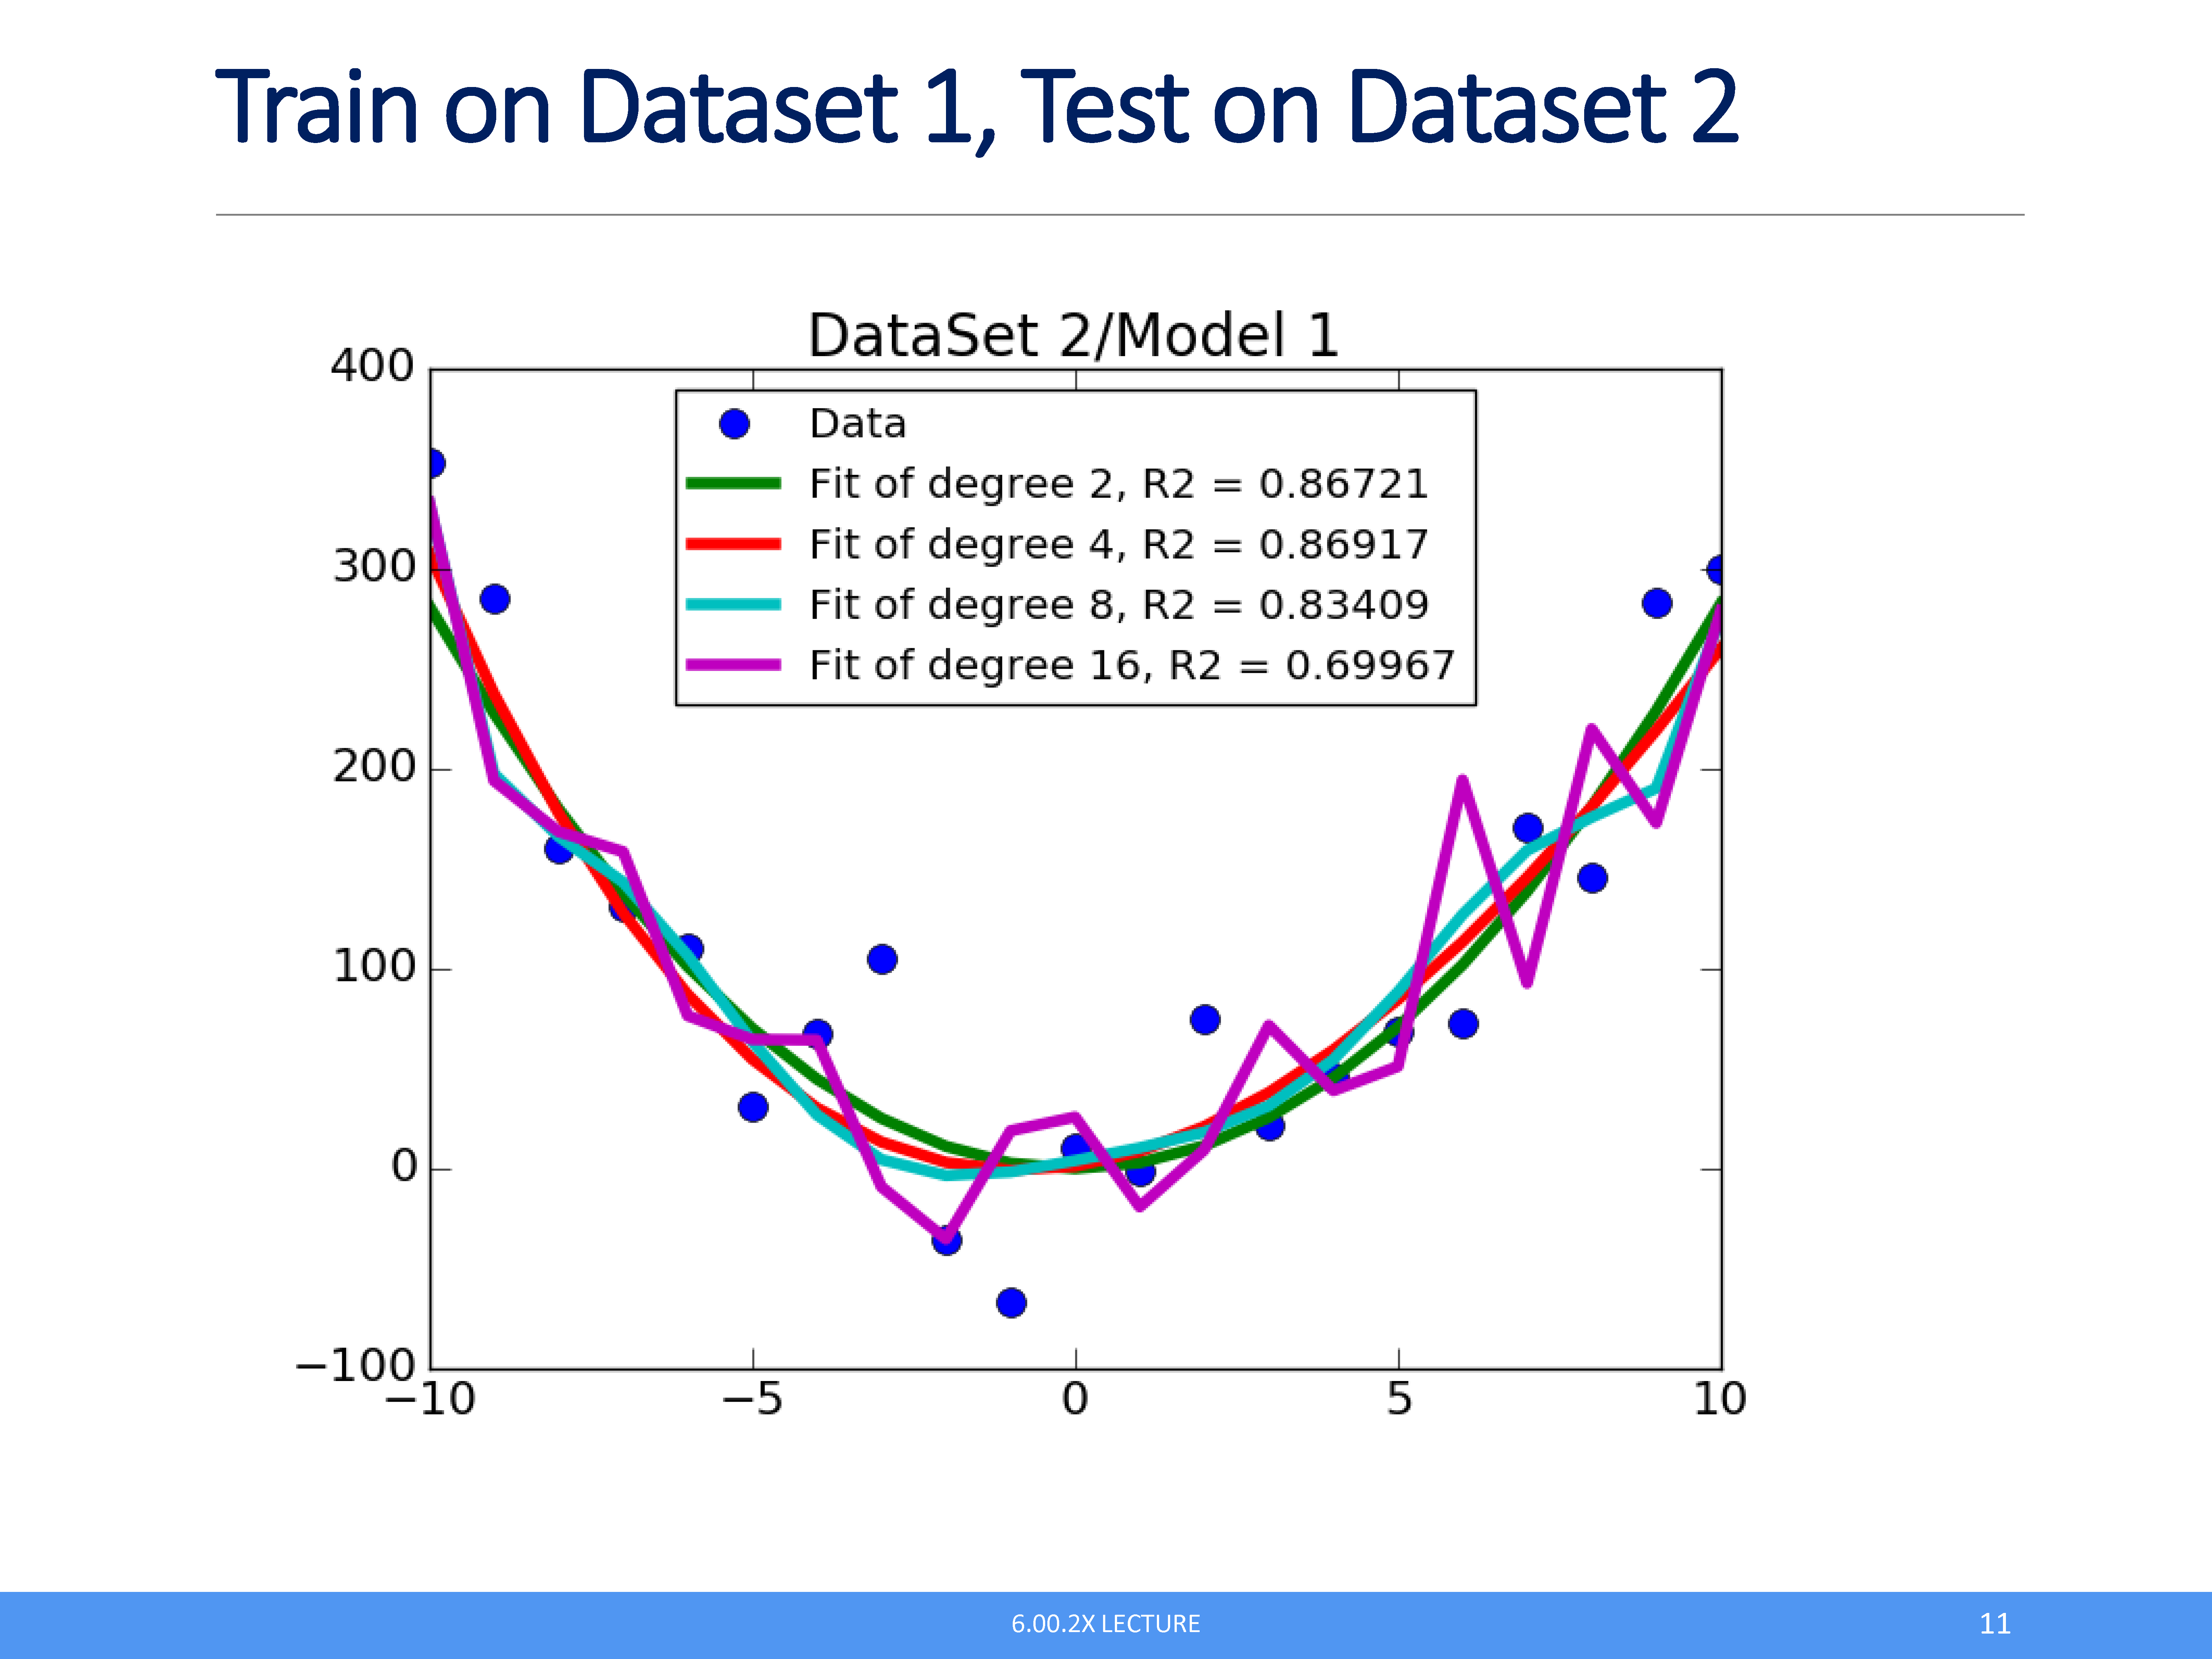 Train on Dataset 1, Test on Dataset 2
DataSet 2/Model 1
400
300
200
100
0
−100
Data
Fit of degree 2, R2 = 0.86721
Fit of degree 4, R2 = 0.86917
Fit of degree 8, R2 = 0.83409
Fit of degree 16, R2 = 0.69967
−10 −5 0 5 10
6.00.2X LECTURE
11